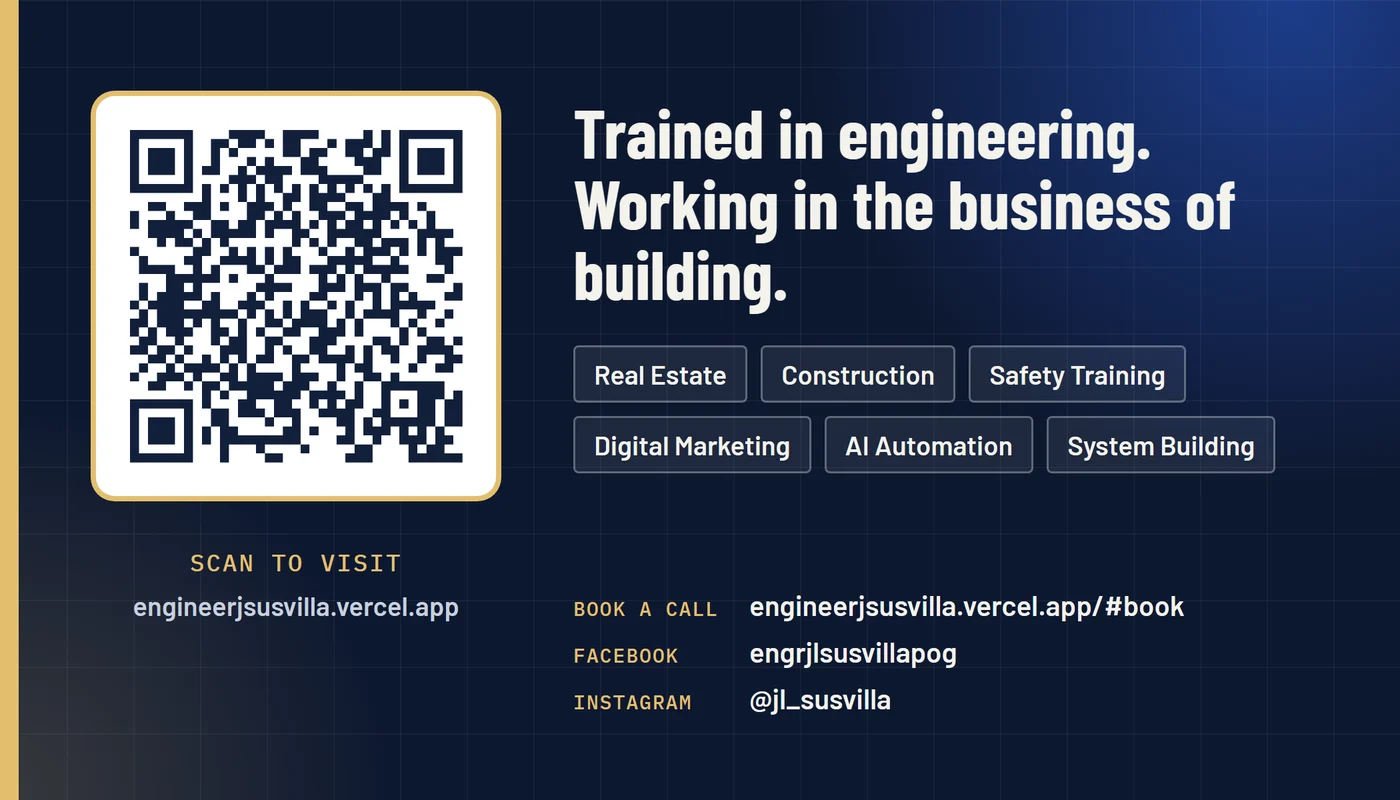 Trained in engineering.
Working in the business of
building.
Real Estate
Construction
Safety Training
Digital Marketing
AI Automation
System Building
SCAN TO VISIT
engineerjsusvilla.vercel.app
BOOK A CALL engineerjsusvilla.vercel.app/#book
FACEBOOK engrjlsusvillapog
INSTAGRAM @jl_susvilla